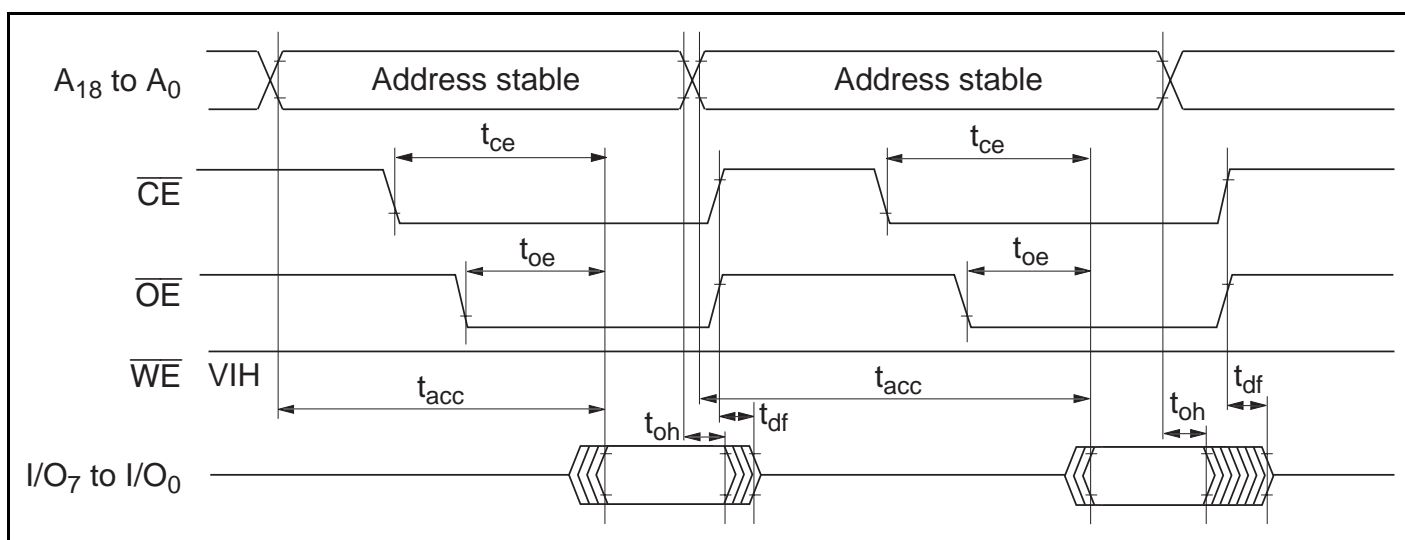 A18 to A0
Address stable
Address stable
tce
tce
CE
toe
toe
OE
WE VIH
tacc
tacc
tdf
toh
tdf
toh
I/O7 to I/O0